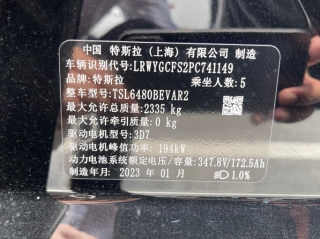 中国 特斯拉（上海）有限公司 制造
车辆识别代号：LRWYGCFS2PC741149
品牌：特斯拉 乘坐人数：5
整车型号：TSL6480BEVAR2
最大允许总质量：2335 kg
最大允许牵引质量：0 kg
驱动电机型号：3D7
驱动电机峰值功率：194kW
动力电池系统额定电压/容量：347.8V/172.5Ah
制造年月：2023 年 01 月 1.0%